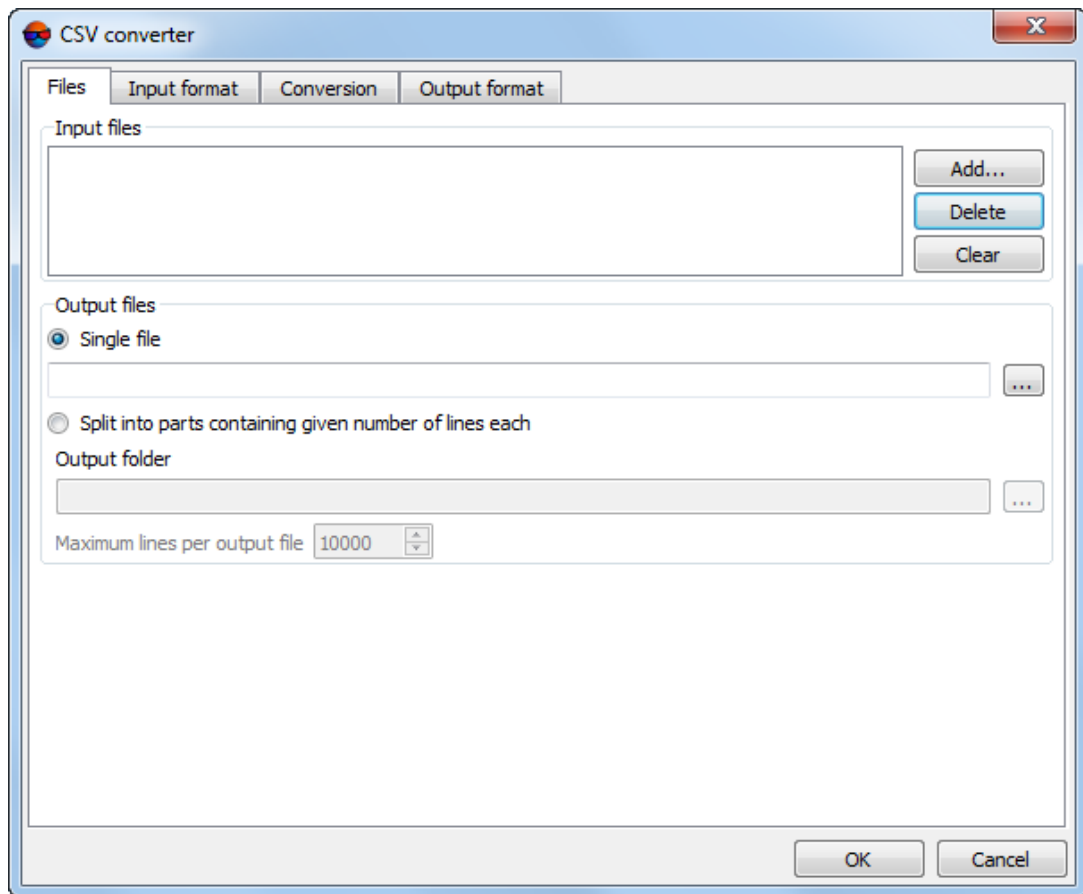 CSV converter
Files Input format Conversion Output format
Input files
Add...
Delete
Clear
Output files
Single file
...
Split into parts containing given number of lines each
Output folder
...
Maximum lines per output file 10000
OK Cancel